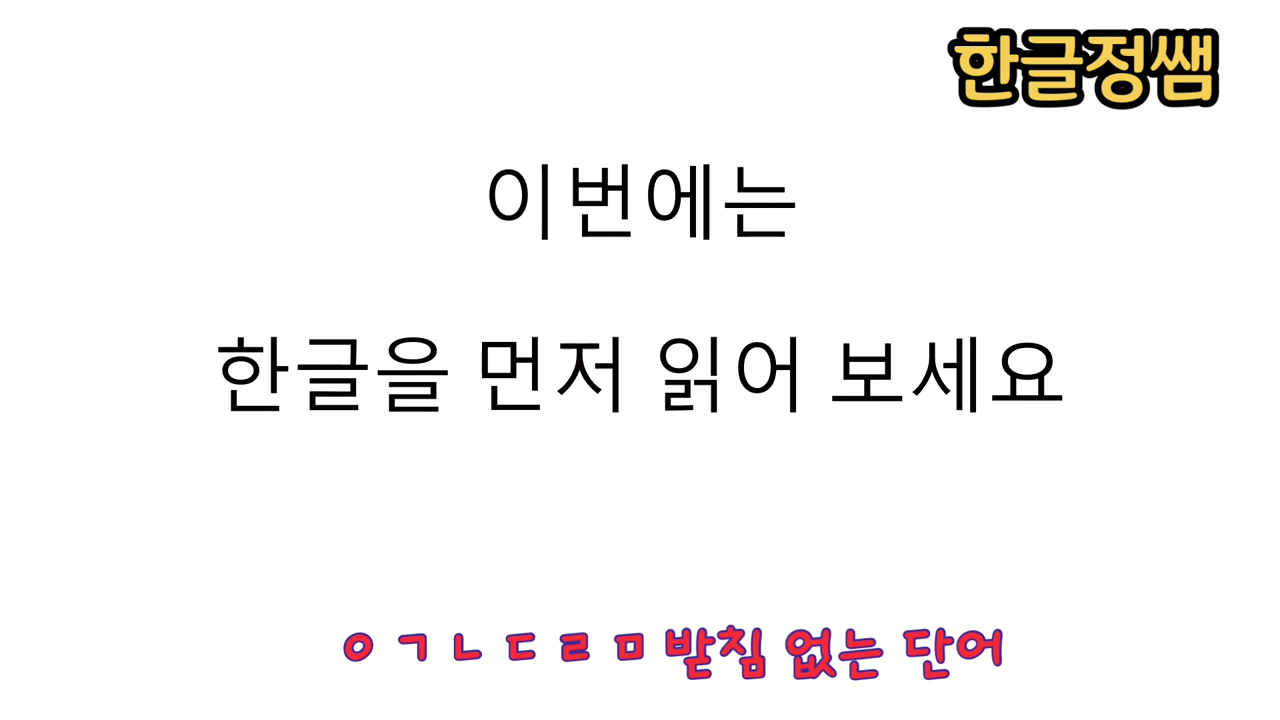 한글정쌤
이번에는
한글을 먼저 읽어 보세요
ㅇ ㄱ ㄴ ㄷ ㄹ ㅁ 받침 없는 단어